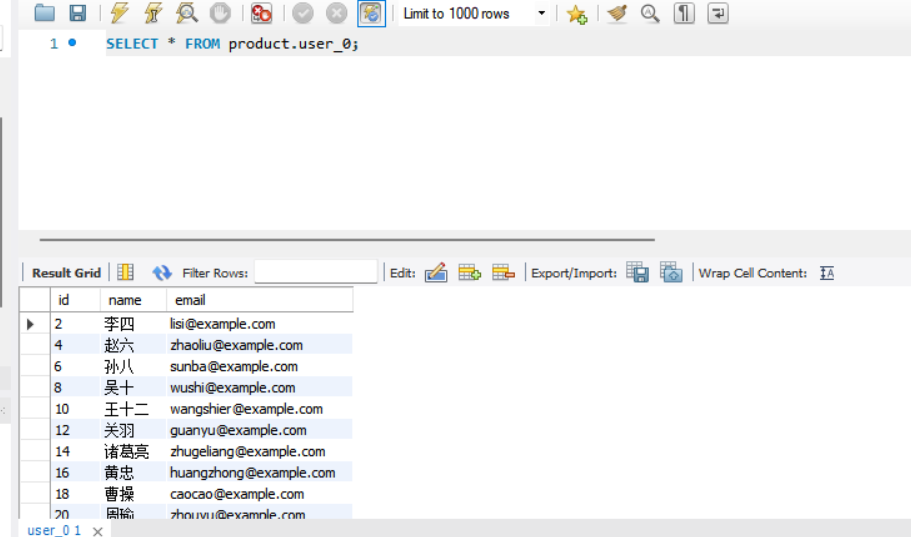 Limit to 1000 rows
1 SELECT * FROM product.user_0;
Result Grid Filter Rows: Edit: Export/Import: Wrap Cell Content: IA
id name email
2 李四 lisi@example.com
4 赵六 zhaoliu@example.com
6 孙八 sunba@example.com
8 吴十 wushi@example.com
10 王十二 wangshier@example.com
12 关羽 guanyu@example.com
14 诸葛亮 zhugeliang@example.com
16 黄忠 huangzhong@example.com
18 曹操 caocao@example.com
20 周瑜 zhouyu@example.com
user_0 1